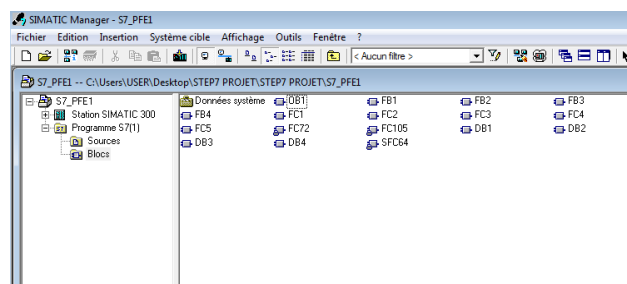 SIMATIC Manager - S7_PFE1
Fichier Edition Insertion Système cible Affichage Outils Fenêtre ?
< Aucun filtre >
S7_PFE1 -- C:\Users\USER\Desktop\STEP7 PROJET\STEP7 PROJET\S7_PFE1
S7_PFE1
Station SIMATIC 300
Programme S7(1)
Sources
Blocs
Données système OB1 FB1 FB2 FB3
FB4 FC1 FC2 FC3 FC4
FC5 FC72 FC105 DB1 DB2
DB3 DB4 SFC64